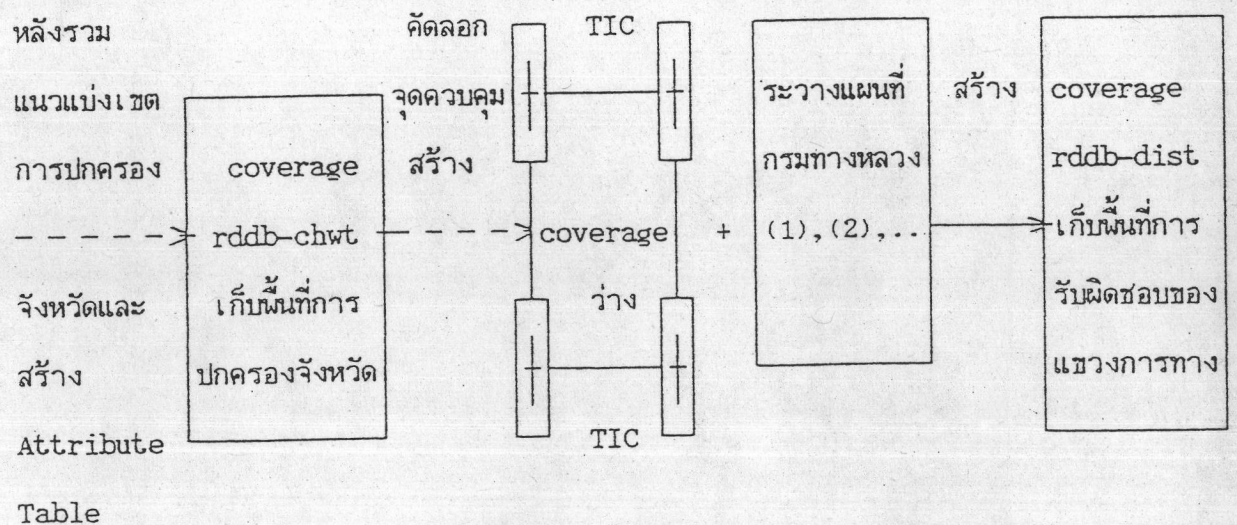 หลังรวม
แนวแบ่งเขต
การปกครอง
จังหวัดและ
สร้าง
Attribute
Table
coverage
rddb-chwt
เก็บพื้นที่การ
ปกครองจังหวัด
คัดลอก
จุดควบคุม
สร้าง
TIC
coverage
ว่าง
TIC
+
ระวางแผนที่
กรมทางหลวง
(1),(2),..
สร้าง
coverage
rddb-dist
เก็บพื้นที่การ
รับผิดชอบของ
แขวงการทาง